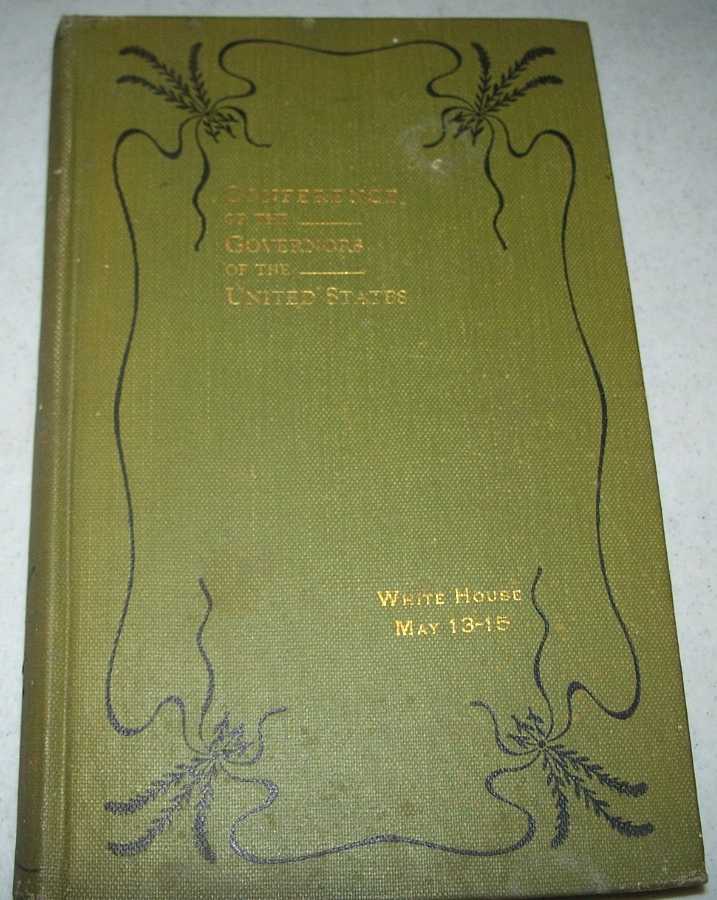 CONFERENCE
OF THE
GOVERNORS
OF THE
UNITED STATES
WHITE HOUSE
MAY 13-15